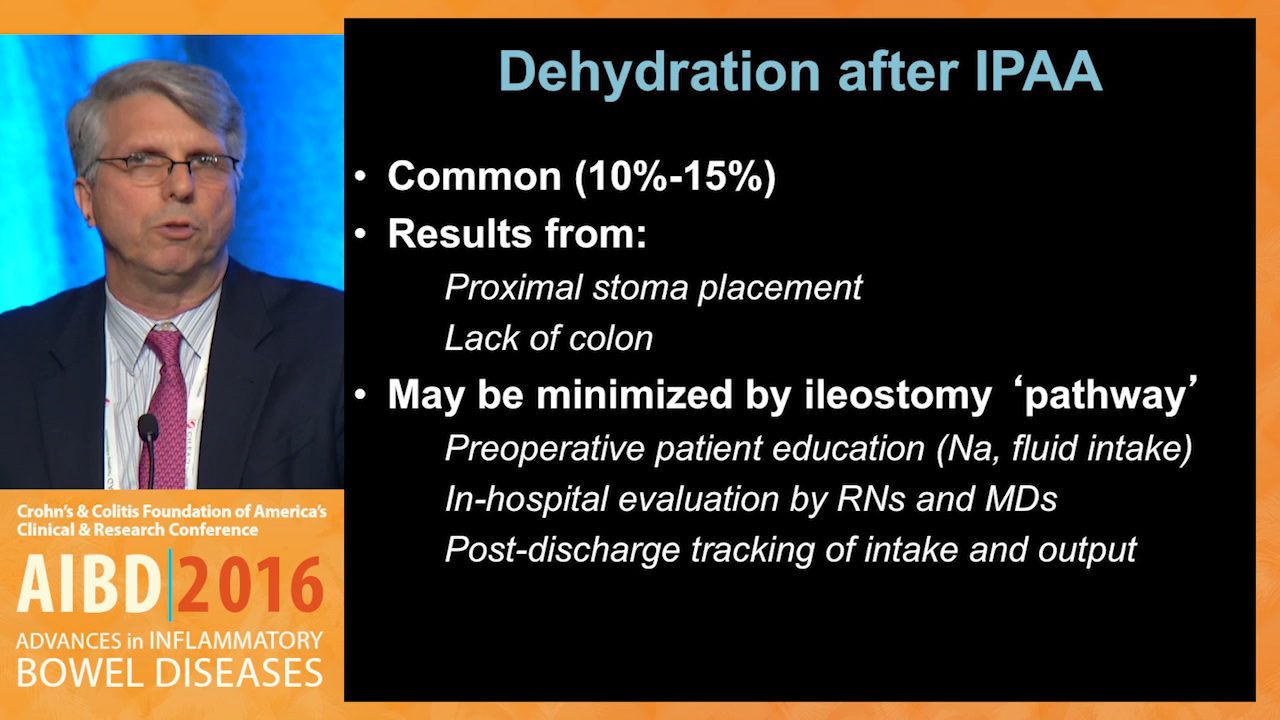 Dehydration after IPAA
• Common (10%-15%)
• Results from:
Proximal stoma placement
Lack of colon
• May be minimized by ileostomy ‘pathway’
Preoperative patient education (Na, fluid intake)
In-hospital evaluation by RNs and MDs
Post-discharge tracking of intake and output
Crohn’s & Colitis Foundation of America’s
Clinical & Research Conference
AIBD|2016
ADVANCES in INFLAMMATORY
BOWEL DISEASES